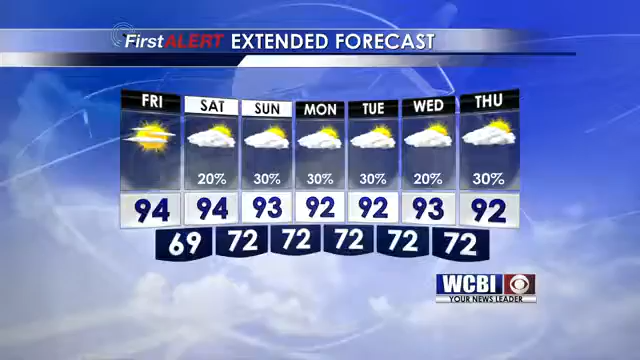 FirstALERT EXTENDED FORECAST
FRI SAT SUN MON TUE WED THU
20% 30% 30% 30% 20% 30%
94 94 93 92 92 93 92
69 72 72 72 72 72
WCBI
YOUR NEWS LEADER